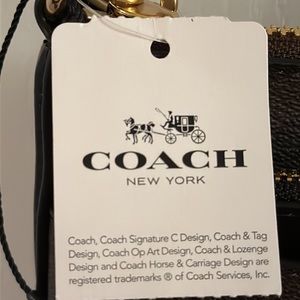 COACH
NEW YORK
Coach, Coach Signature C Design, Coach & Tag
Design, Coach Op Art Design, Coach & Lozenge
Design and Coach Horse & Carriage Design are
registered trademarks ® of Coach Services, Inc.